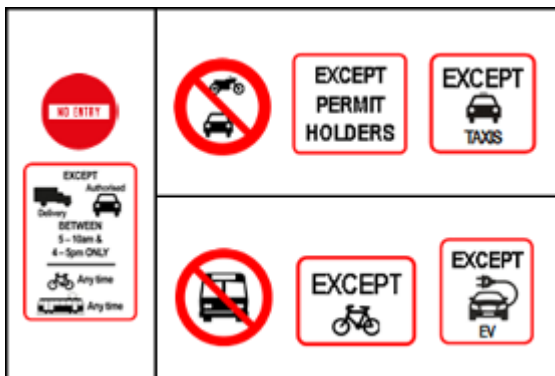 NO ENTRY
EXCEPT
Authorised
Delivery
BETWEEN
5 – 10am &
4 – 5pm ONLY
Any time
Any time
EXCEPT
PERMIT
HOLDERS
EXCEPT
TAXIS
EXCEPT
EXCEPT
EV